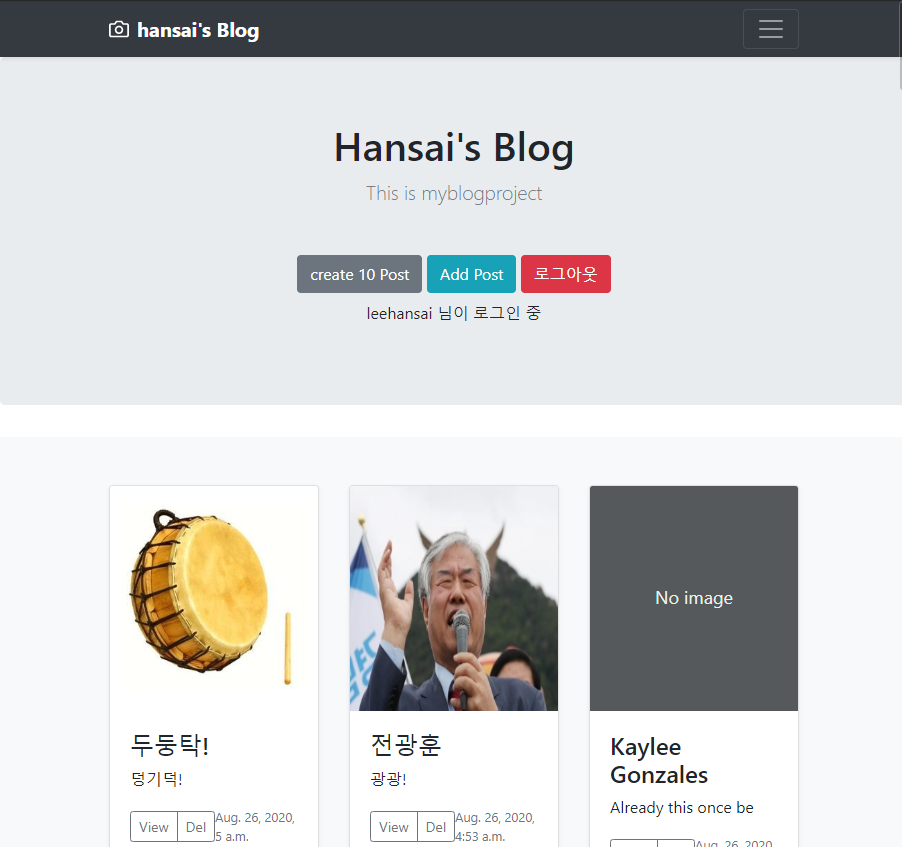 hansai's Blog
Hansai's Blog
This is myblogproject
create 10 Post
Add Post
로그아웃
leehansai 님이 로그인 중
두둥탁!
덩기덕!
View
Del
Aug. 26, 2020,
5 a.m.
전광훈
광광!
View
Del
Aug. 26, 2020,
4:53 a.m.
No image
Kaylee
Gonzales
Already this once be
Aug. 26, 2020,